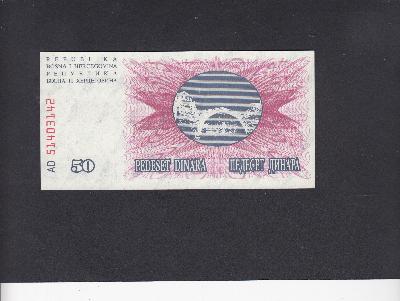 REPUBLIKA
BOSNA I HERCEGOVINA
РЕПУБЛИКА
БОСНА И ХЕРЦЕГОВИНА
AD 51403142
50
PEDESET DINARA
ПЕДЕСЕТ ДИНАРА